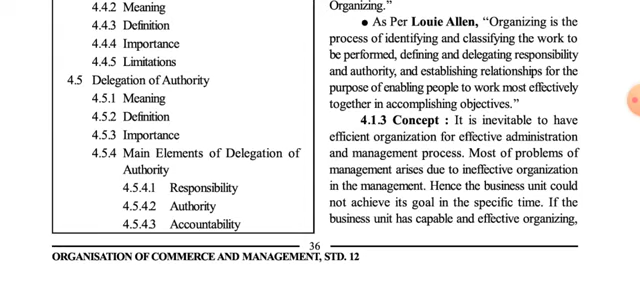 4.4.2 Meaning
4.4.3 Definition
4.4.4 Importance
4.4.5 Limitations
4.5 Delegation of Authority
4.5.1 Meaning
4.5.2 Definition
4.5.3 Importance
4.5.4 Main Elements of Delegation of
Authority
4.5.4.1 Responsibility
4.5.4.2 Authority
4.5.4.3 Accountability
Organizing.”
● As Per Louie Allen, “Organizing is the
process of identifying and classifying the work to
be performed, defining and delegating responsibility
and authority, and establishing relationships for the
purpose of enabling people to work most effectively
together in accomplishing objectives.”
4.1.3 Concept : It is inevitable to have
efficient organization for effective administration
and management process. Most of problems of
management arises due to ineffective organization
in the management. Hence the business unit could
not achieve its goal in the specific time. If the
business unit has capable and effective organizing,
36
ORGANISATION OF COMMERCE AND MANAGEMENT, STD. 12